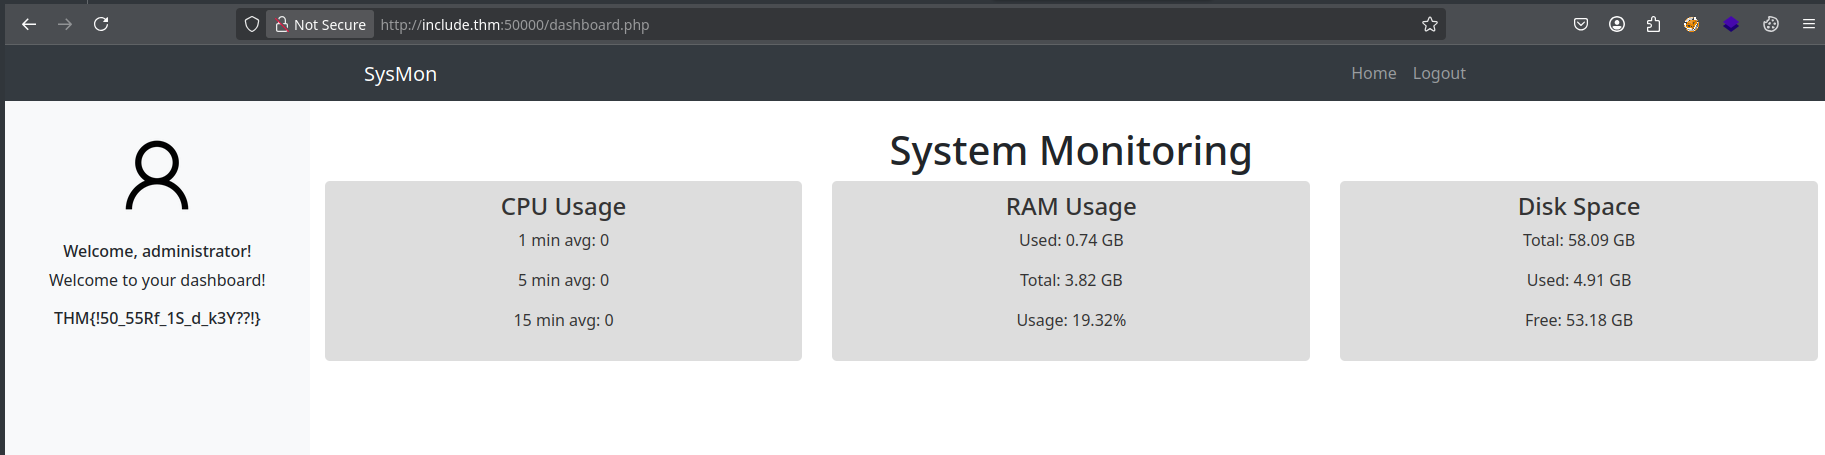 Not Secure http://include.thm:50000/dashboard.php
SysMon Home Logout
System Monitoring
Welcome, administrator!
Welcome to your dashboard!
THM{!50_55Rf_1S_d_k3Y??!}
CPU Usage
1 min avg: 0
5 min avg: 0
15 min avg: 0
RAM Usage
Used: 0.74 GB
Total: 3.82 GB
Usage: 19.32%
Disk Space
Total: 58.09 GB
Used: 4.91 GB
Free: 53.18 GB